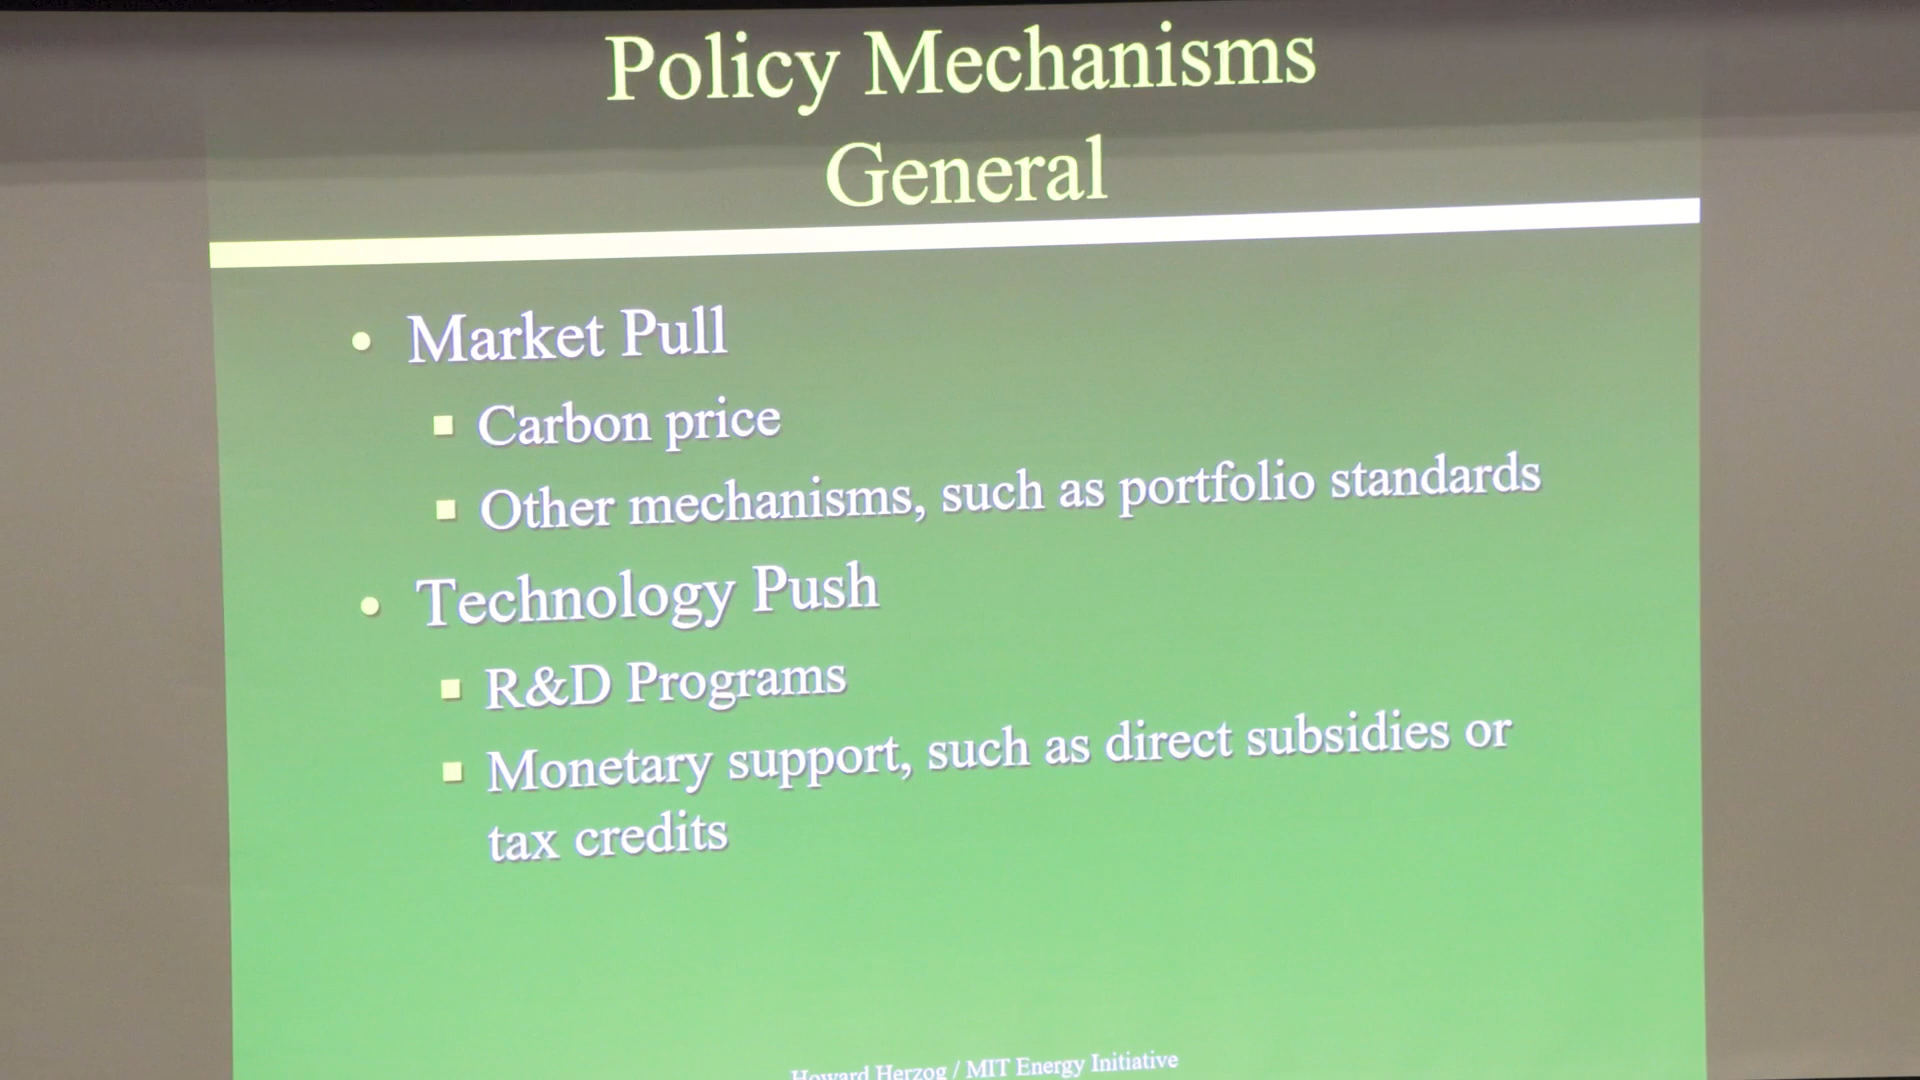 Policy Mechanisms
General
• Market Pull
▪ Carbon price
▪ Other mechanisms, such as portfolio standards
• Technology Push
▪ R&D Programs
▪ Monetary support, such as direct subsidies or
tax credits
Howard Herzog / MIT Energy Initiative